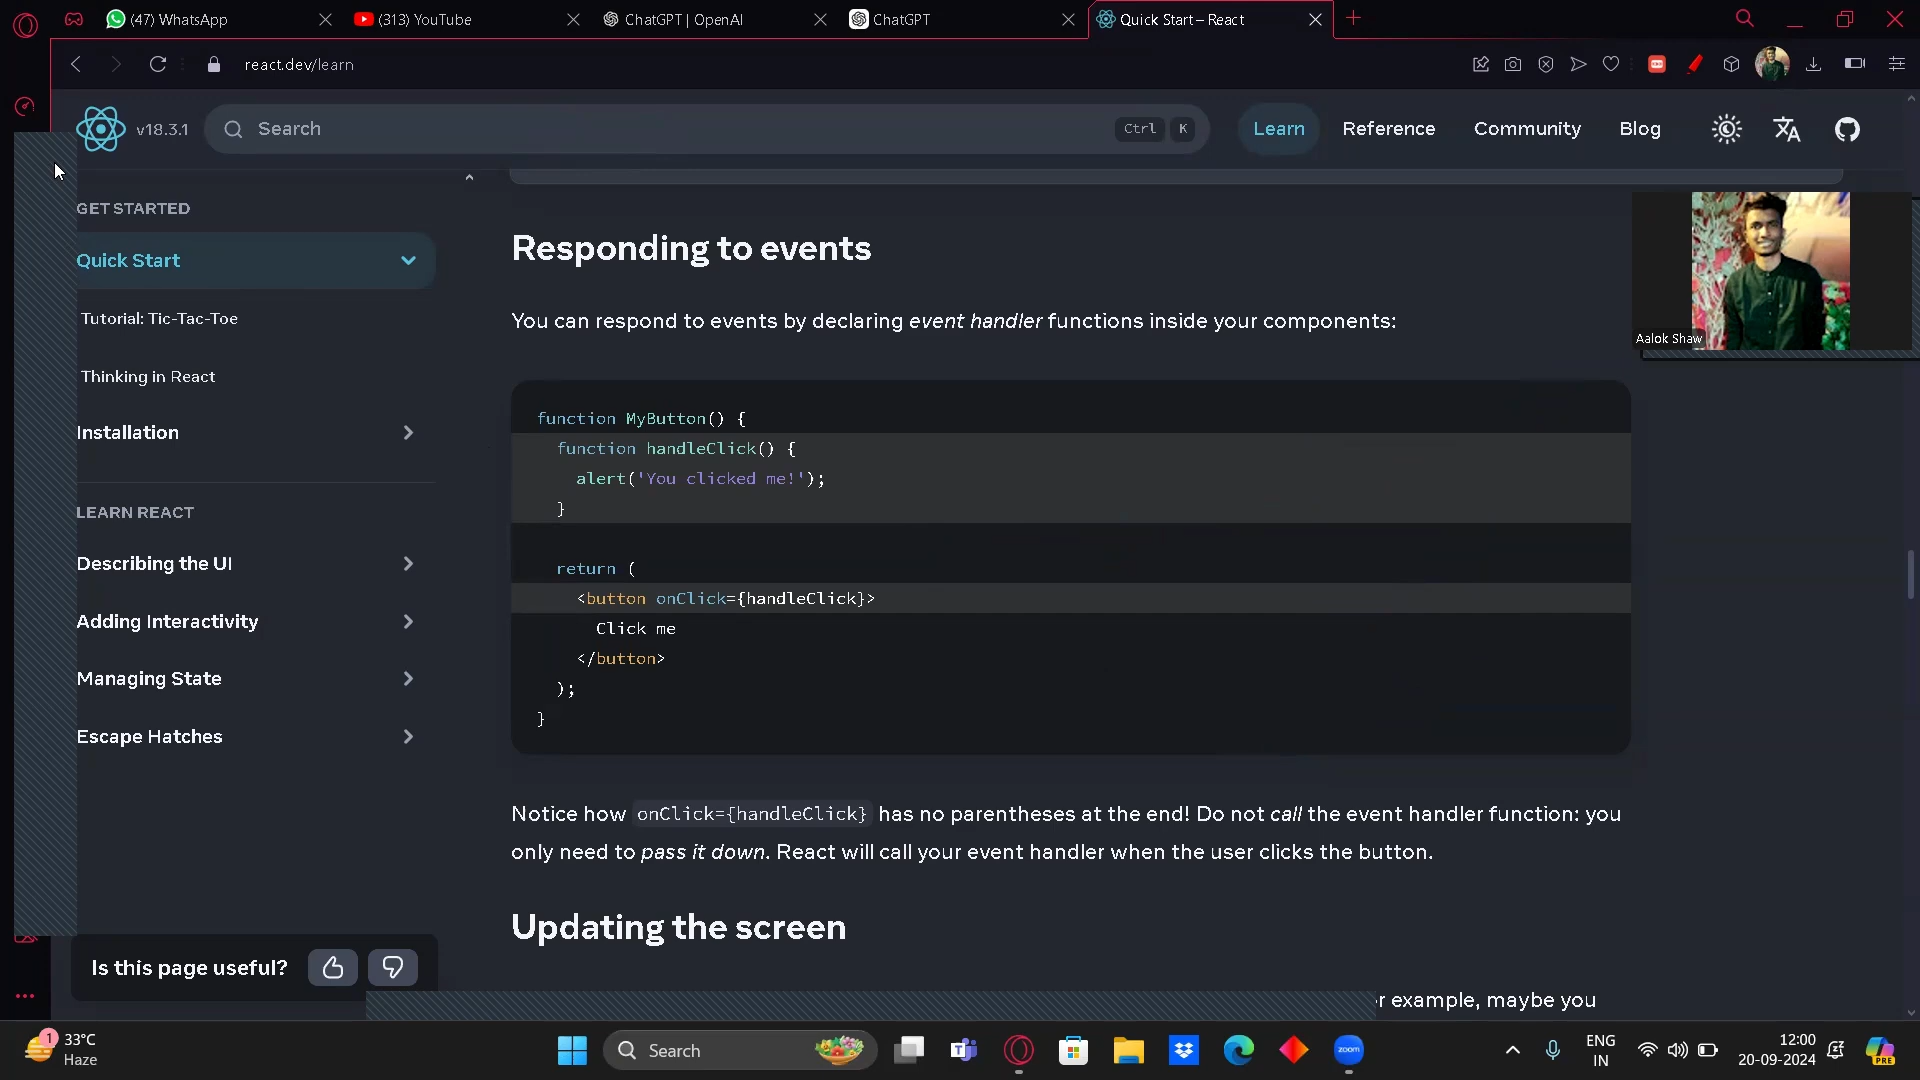 (47) WhatsApp
(313) YouTube
ChatGPT | OpenAI
ChatGPT
Quick Start – React
react.dev/learn
v18.3.1
Search
Ctrl K
Learn
Reference
Community
Blog
GET STARTED
Quick Start
Tutorial: Tic-Tac-Toe
Thinking in React
Installation
LEARN REACT
Describing the UI
Adding Interactivity
Managing State
Escape Hatches
Is this page useful?
Responding to events
You can respond to events by declaring event handler functions inside your components:
function MyButton() {
function handleClick() {
alert('You clicked me!');
}
return (
<button onClick={handleClick}>
Click me
</button>
);
}
Notice how onClick={handleClick} has no parentheses at the end! Do not call the event handler function: you
only need to pass it down. React will call your event handler when the user clicks the button.
Updating the screen
r example, maybe you
Aalok Shaw
1
33°C
Haze
Search
zoom
ENG
IN
12:00
20-09-2024
PRE